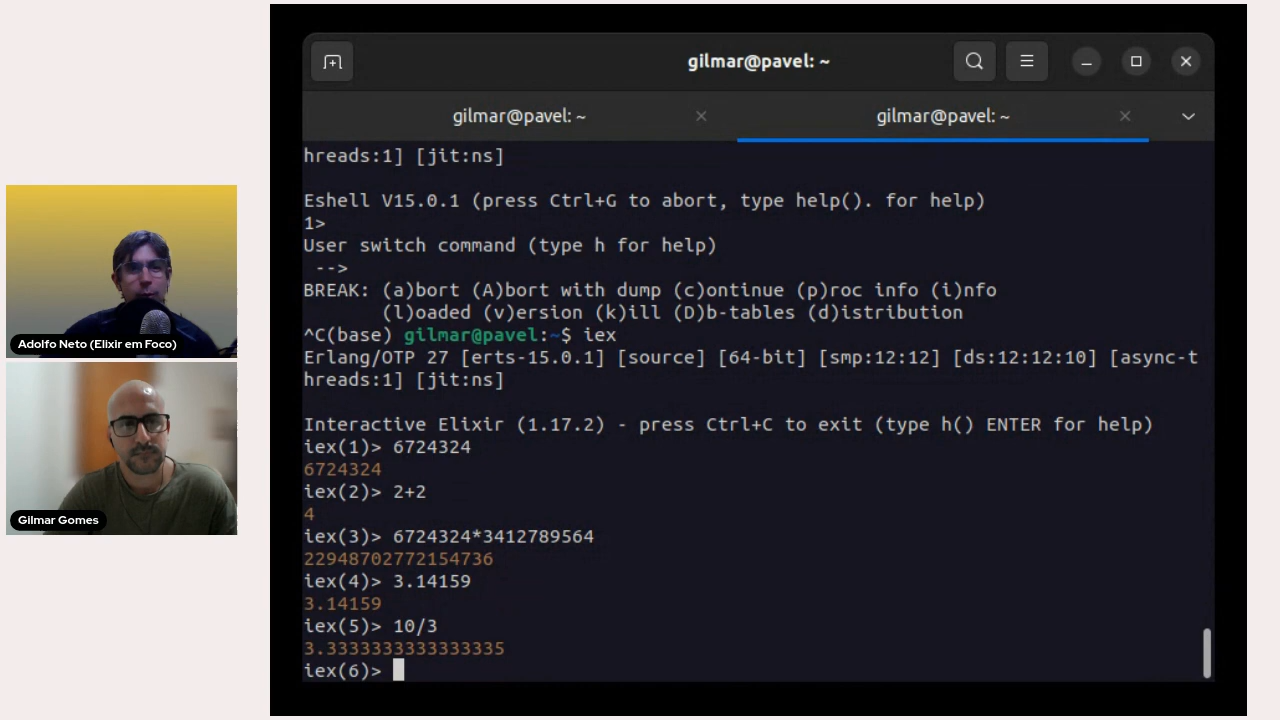 gilmar@pavel: ~
gilmar@pavel: ~
gilmar@pavel: ~
hreads:1] [jit:ns]
Eshell V15.0.1 (press Ctrl+G to abort, type help(). for help)
1>
User switch command (type h for help)
-->
BREAK: (a)bort (A)bort with dump (c)ontinue (p)roc info (i)nfo
(l)oaded (v)ersion (k)ill (D)b-tables (d)istribution
^C(base) gilmar@pavel:~$ iex
Erlang/OTP 27 [erts-15.0.1] [source] [64-bit] [smp:12:12] [ds:12:12:10] [async-t
hreads:1] [jit:ns]
Interactive Elixir (1.17.2) - press Ctrl+C to exit (type h() ENTER for help)
iex(1)> 6724324
6724324
iex(2)> 2+2
4
iex(3)> 6724324*3412789564
22948702772154736
iex(4)> 3.14159
3.14159
iex(5)> 10/3
3.3333333333333335
iex(6)>
Adolfo Neto (Elixir em Foco)
Gilmar Gomes